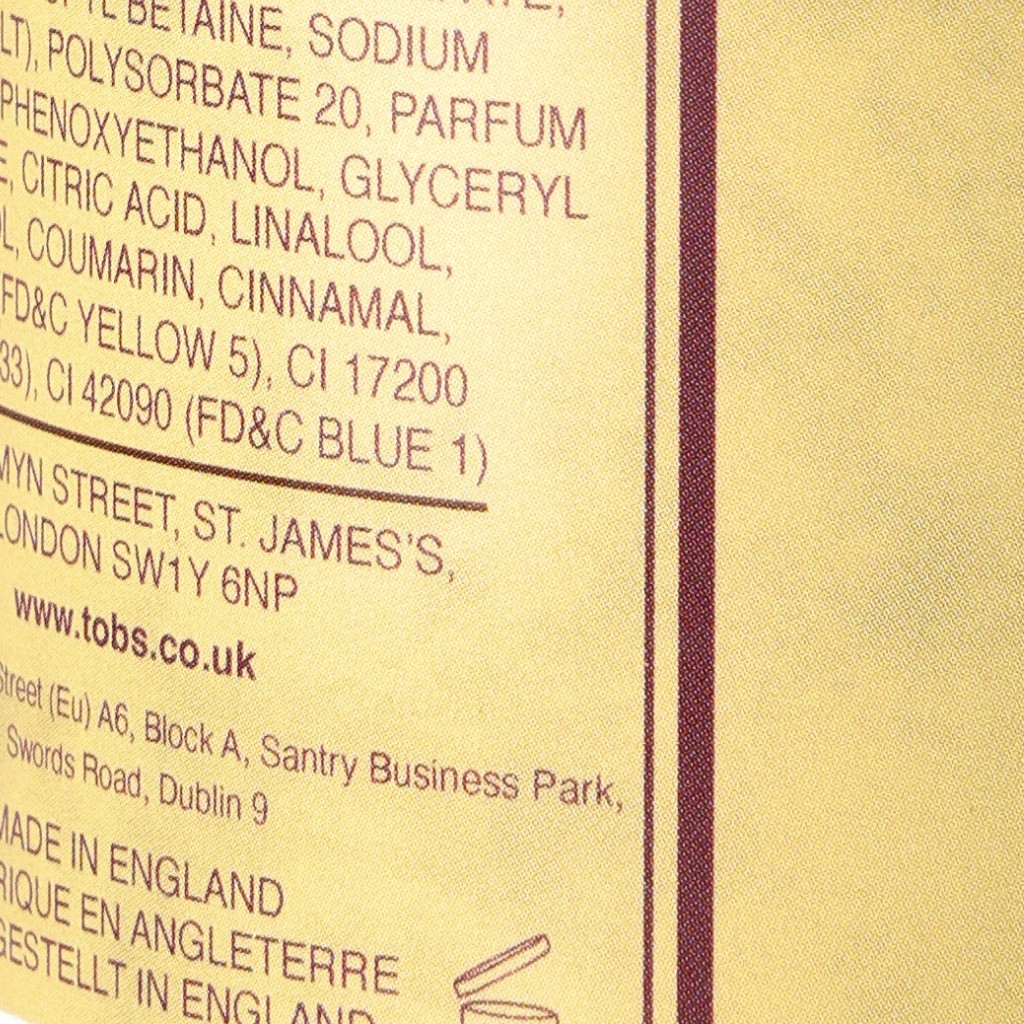 BETAINE, SODIUM
POLYSORBATE 20, PARFUM
PHENOXYETHANOL, GLYCERYL
CITRIC ACID, LINALOOL,
COUMARIN, CINNAMAL,
FD&C YELLOW 5), CI 17200
33), CI 42090 (FD&C BLUE 1)
STREET, ST. JAMES'S,
LONDON SW1Y 6NP
www.tobs.co.uk
Street (Eu) A6, Block A, Santry Business Park,
Swords Road, Dublin 9
MADE IN ENGLAND
EN ANGLETERRE
GESTELLT IN ENGLAND